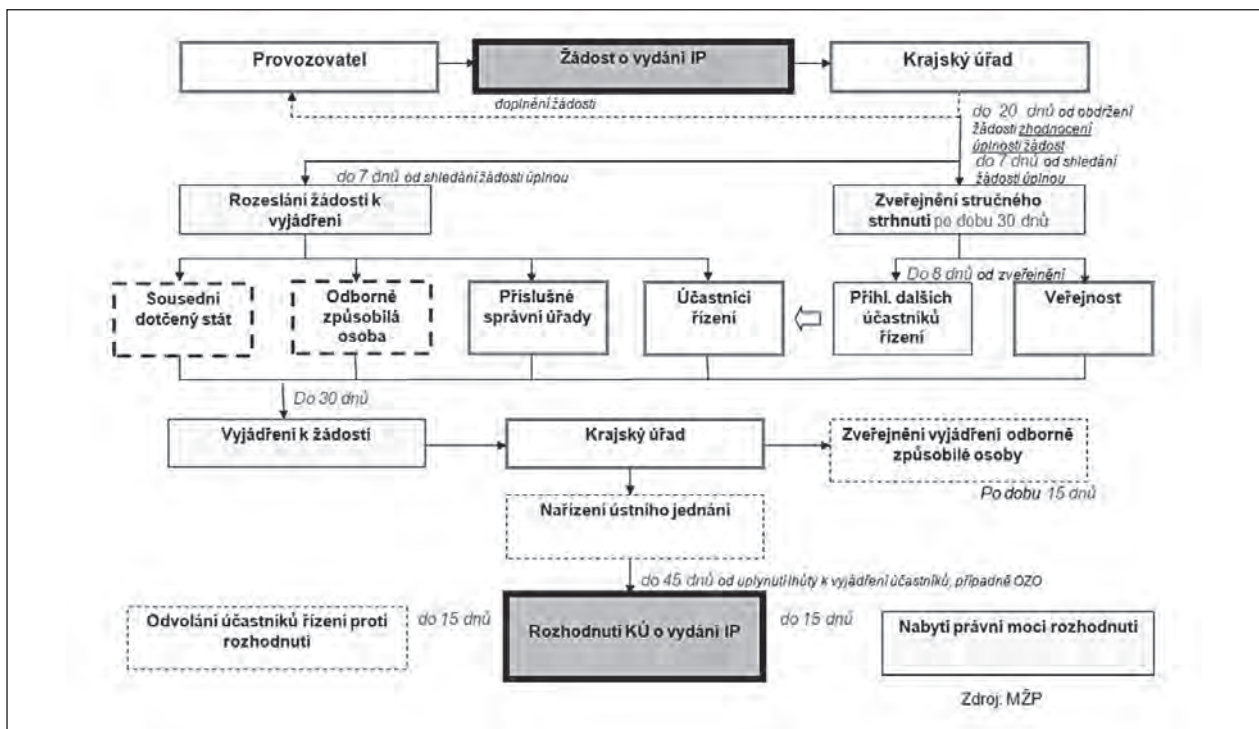 Provozovatel
Žádost o vydání IP
Krajský úřad
doplnění žádosti
do 20 dnů od obdržení
žádosti zhodnocení
úplnosti žádost
do 7 dnů od shledání
žádosti úplnou
do 7 dnů od shledání žádosti úplnou
Rozeslání žádosti k
vyjádření
Zveřejnění stručného
strhnutí po dobu 30 dnů
Do 8 dnů od zveřejnění
Sousední
dotčený stát
Odborně
způsobilá
osoba
Příslušné
správní úřady
Účastníci
řízení
Přihl. dalších
účastníků
řízení
Veřejnost
Do 30 dnů
Vyjádření k žádosti
Krajský úřad
Zveřejnění vyjádření odborně
způsobilé osoby
Po dobu 15 dnů
Nařízení ústního jednání
do 45 dnů od uplynutí lhůty k vyjádření účastníků, případně OZO
Odvolání účastníků řízení proti
rozhodnutí
do 15 dnů
Rozhodnutí KÚ o vydání IP
do 15 dnů
Nabytí právní moci rozhodnutí
Zdroj: MŽP